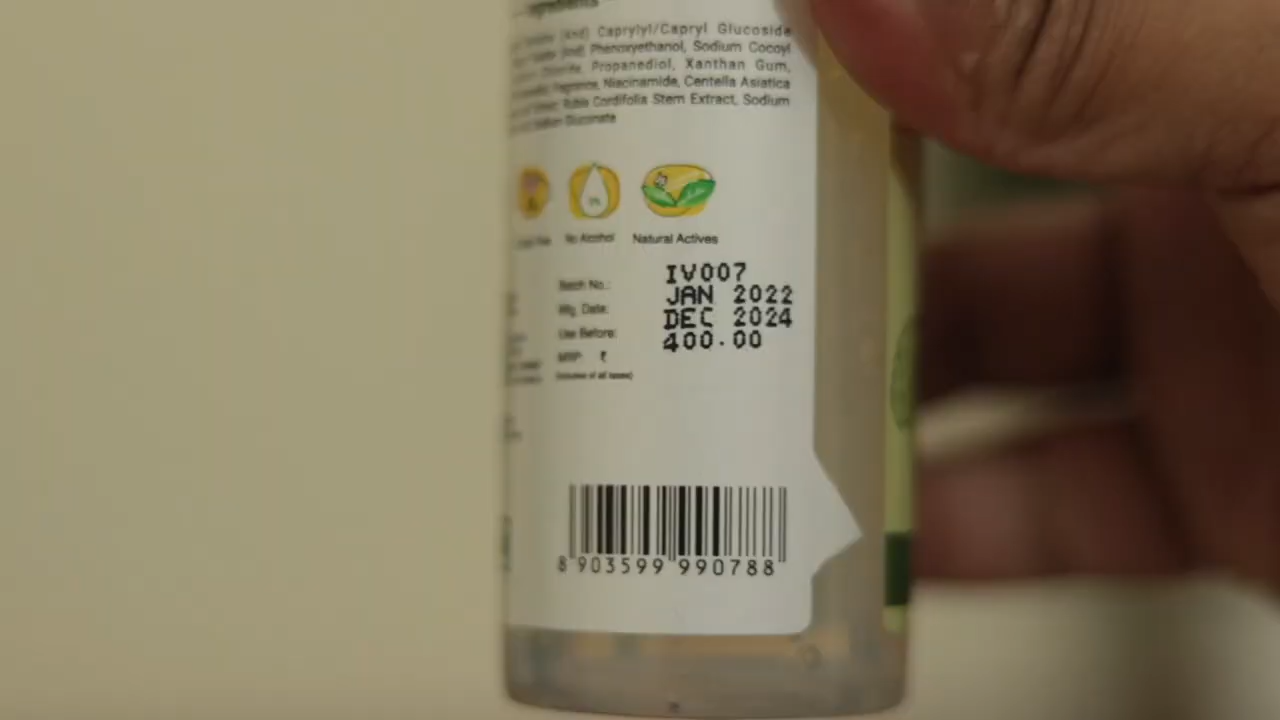 Ingredients
(And) Caprylyl/Capryl Glucoside
(And) Phenoxyethanol, Sodium Cocoyl
Propanediol, Xanthan Gum,
Fragrance, Niacinamide, Centella Asiatica
Rubia Cordifolia Stem Extract, Sodium
Gluconate
No Alcohol
Natural Actives
Batch No.: IV007
Mfg. Date: JAN 2022
Use Before: DEC 2024
MRP: ₹ 400.00
(Inclusive of all taxes)
8 903599 990788